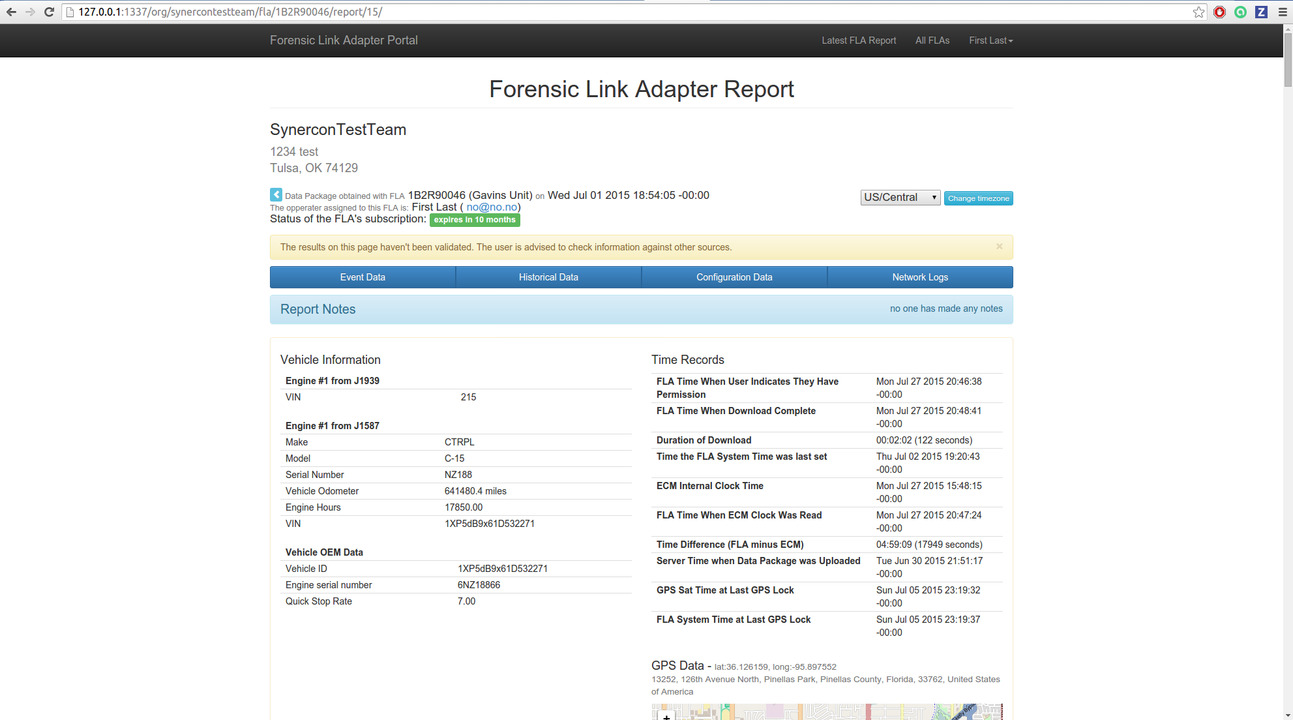 127.0.0.1:1337/org/synercontestteam/fla/1B2R90046/report/15/
Forensic Link Adapter Portal
Latest FLA Report All FLAs First Last
Forensic Link Adapter Report
SynerconTestTeam
1234 test
Tulsa, OK 74129
Data Package obtained with FLA 1B2R90046 (Gavins Unit) on Wed Jul 01 2015 18:54:05 -00:00
US/Central Change timezone
The opperater assigned to this FLA is: First Last ( no@no.no)
Status of the FLA's subscription: expires in 10 months
The results on this page haven't been validated. The user is advised to check information against other sources. ×
Event Data Historical Data Configuration Data Network Logs
Report Notes no one has made any notes
Vehicle Information
Engine #1 from J1939
VIN 215
Engine #1 from J1587
Make CTRPL
Model C-15
Serial Number NZ188
Vehicle Odometer 641480.4 miles
Engine Hours 17850.00
VIN 1XP5dB9x61D532271
Vehicle OEM Data
Vehicle ID 1XP5dB9x61D532271
Engine serial number 6NZ18866
Quick Stop Rate 7.00
Time Records
FLA Time When User Indicates They Have Mon Jul 27 2015 20:46:38
Permission -00:00
FLA Time When Download Complete Mon Jul 27 2015 20:48:41
-00:00
Duration of Download 00:02:02 (122 seconds)
Time the FLA System Time was last set Thu Jul 02 2015 19:20:43
-00:00
ECM Internal Clock Time Mon Jul 27 2015 15:48:15
-00:00
FLA Time When ECM Clock Was Read Mon Jul 27 2015 20:47:24
-00:00
Time Difference (FLA minus ECM) 04:59:09 (17949 seconds)
Server Time when Data Package was Uploaded Tue Jun 30 2015 21:51:17
-00:00
GPS Sat Time at Last GPS Lock Sun Jul 05 2015 23:19:32
-00:00
FLA System Time at Last GPS Lock Sun Jul 05 2015 23:19:37
-00:00
GPS Data - lat:36.126159, long:-95.897552
13252, 126th Avenue North, Pinellas Park, Pinellas County, Florida, 33762, United States
of America
+